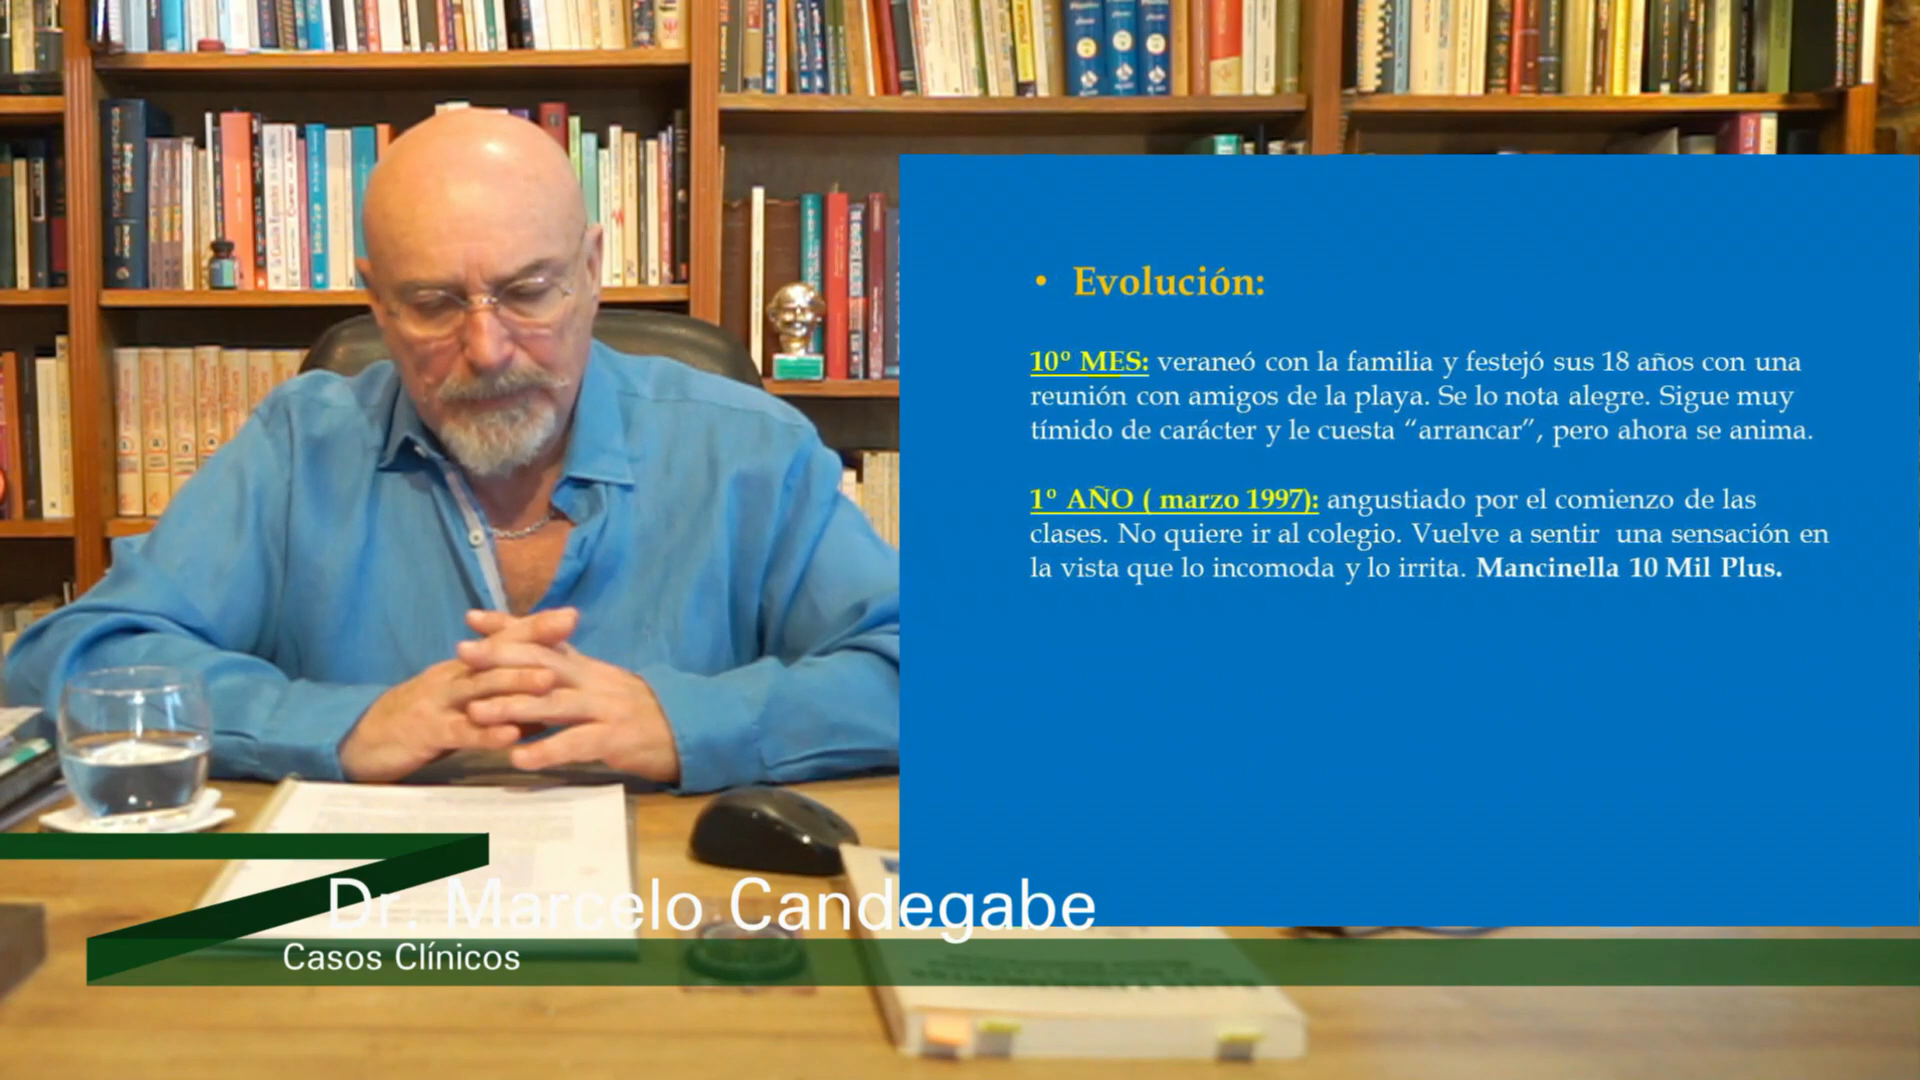 • Evolución:
10º MES: veraneó con la familia y festejó sus 18 años con una
reunión con amigos de la playa. Se lo nota alegre. Sigue muy
tímido de carácter y le cuesta “arrancar”, pero ahora se anima.
1º AÑO ( marzo 1997): angustiado por el comienzo de las
clases. No quiere ir al colegio. Vuelve a sentir una sensación en
la vista que lo incomoda y lo irrita. Mancinella 10 Mil Plus.
Dr. Marcelo Candegabe
Casos Clínicos